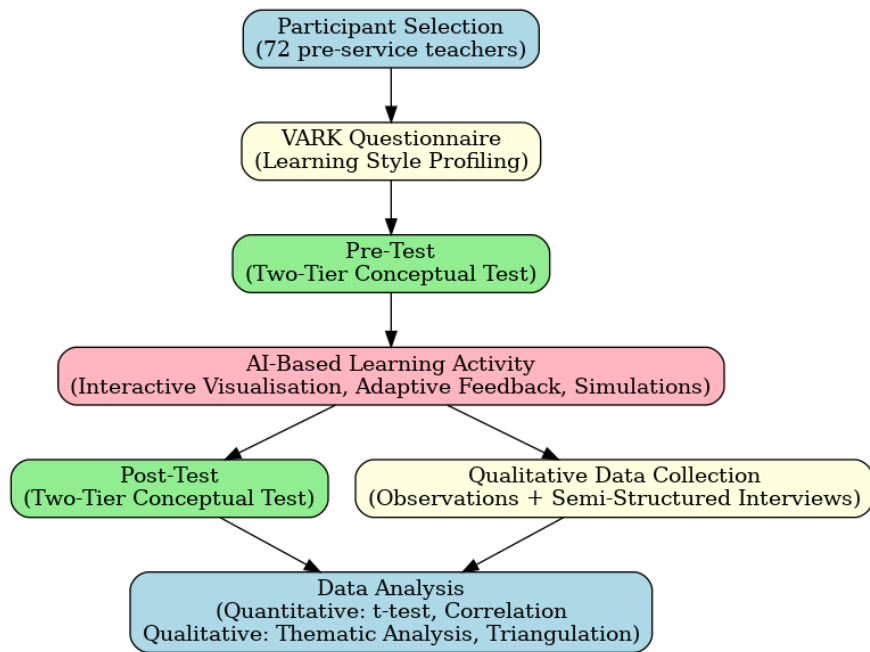 Participant Selection
(72 pre-service teachers)
VARK Questionnaire
(Learning Style Profiling)
Pre-Test
(Two-Tier Conceptual Test)
AI-Based Learning Activity
(Interactive Visualisation, Adaptive Feedback, Simulations)
Post-Test
(Two-Tier Conceptual Test)
Qualitative Data Collection
(Observations + Semi-Structured Interviews)
Data Analysis
(Quantitative: t-test, Correlation
Qualitative: Thematic Analysis, Triangulation)